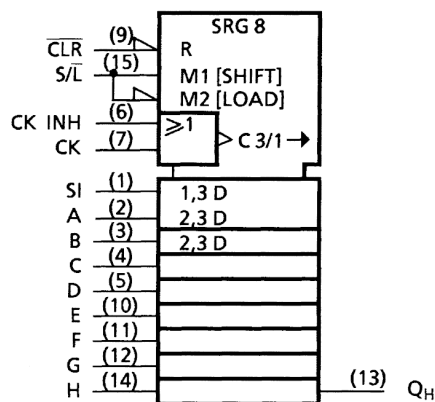 SRG 8
C̅L̅R̅ (9) R
S/L̅ (15) M1 [SHIFT]
M2 [LOAD]
CK INH (6) ≥1
CK (7) C 3/1 →
SI (1) 1,3 D
A (2) 2,3 D
B (3) 2,3 D
C (4)
D (5)
E (10)
F (11)
G (12)
H (14) (13) QH